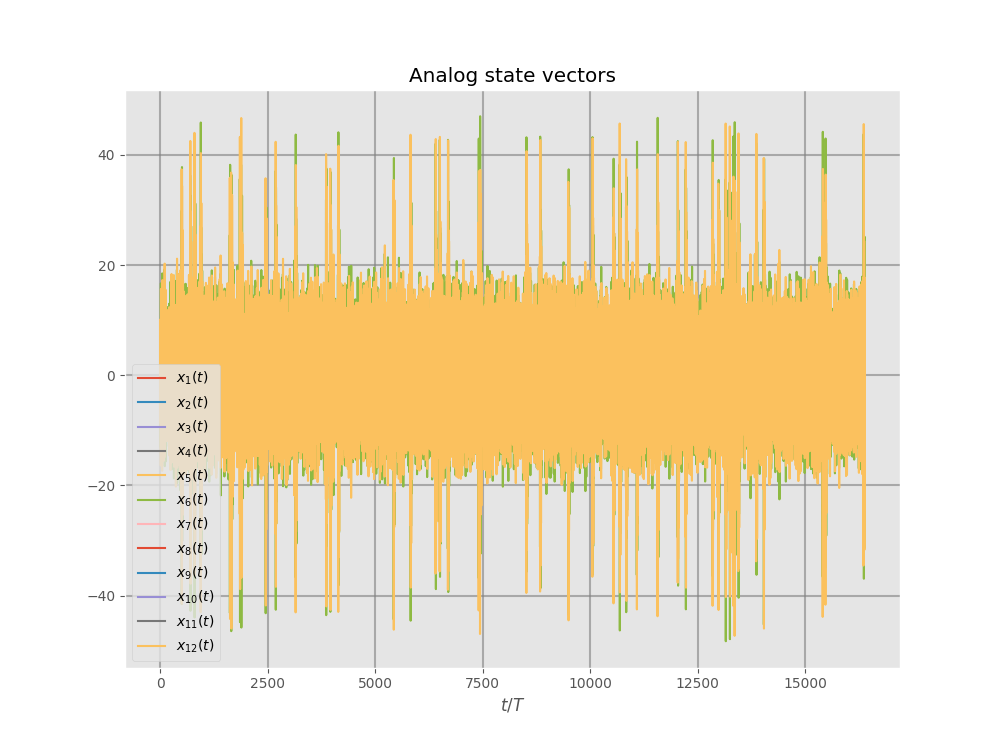 Analog state vectors
40
20
0
−20
−40
x₁(t)
x₂(t)
x₃(t)
x₄(t)
x₅(t)
x₆(t)
x₇(t)
x₈(t)
x₉(t)
x₁₀(t)
x₁₁(t)
x₁₂(t)
0 2500 5000 7500 10000 12500 15000
t/T